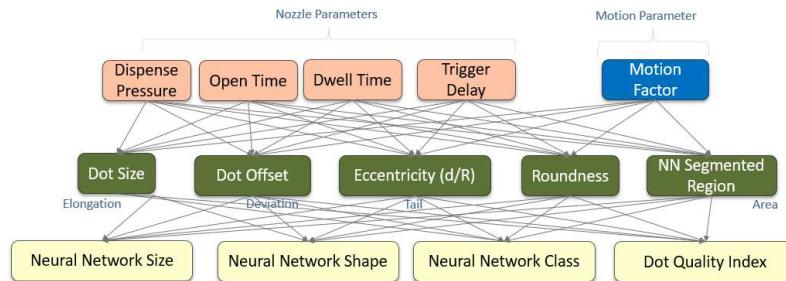 Nozzle Parameters
Motion Parameter
Dispense
Pressure
Open Time
Dwell Time
Trigger
Delay
Motion
Factor
Dot Size
Dot Offset
Eccentricity (d/R)
Roundness
NN Segmented
Region
Elongation
Deviation
Tail
Area
Neural Network Size
Neural Network Shape
Neural Network Class
Dot Quality Index